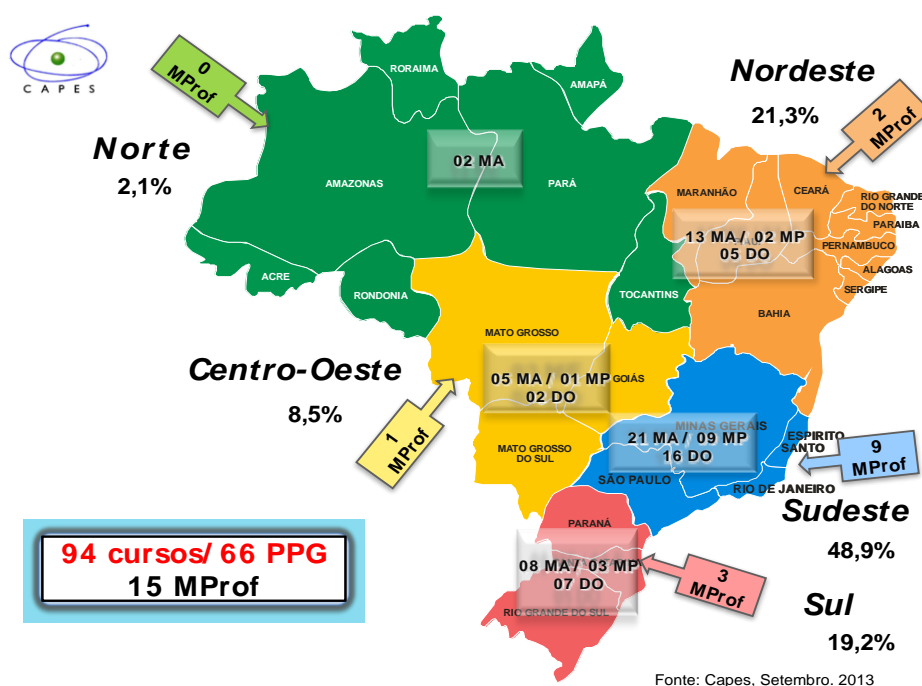 CAPES
0
MProf
Norte
2,1%
RORAIMA
AMAPÁ
AMAZONAS
PARÁ
02 MA
ACRE
RONDONIA
TOCANTINS
Nordeste
21,3%
2
MProf
MARANHÃO
CEARÁ
RIO GRANDE
DO NORTE
PARAIBA
PERNAMBUCO
ALAGOAS
SERGIPE
BAHIA
13 MA / 02 MP
05 DO
Centro-Oeste
8,5%
1
MProf
MATO GROSSO
GOIÁS
MATO GROSSO
DO SUL
05 MA / 01 MP
02 DO
MINAS GERAIS
ESPIRITO
SANTO
SÃO PAULO
RIO DE JANEIRO
21 MA / 09 MP
16 DO
9
MProf
Sudeste
48,9%
PARANÁ
RIO GRANDE DO SUL
08 MA / 03 MP
07 DO
3
MProf
Sul
19,2%
94 cursos/ 66 PPG
15 MProf
Fonte: Capes, Setembro. 2013